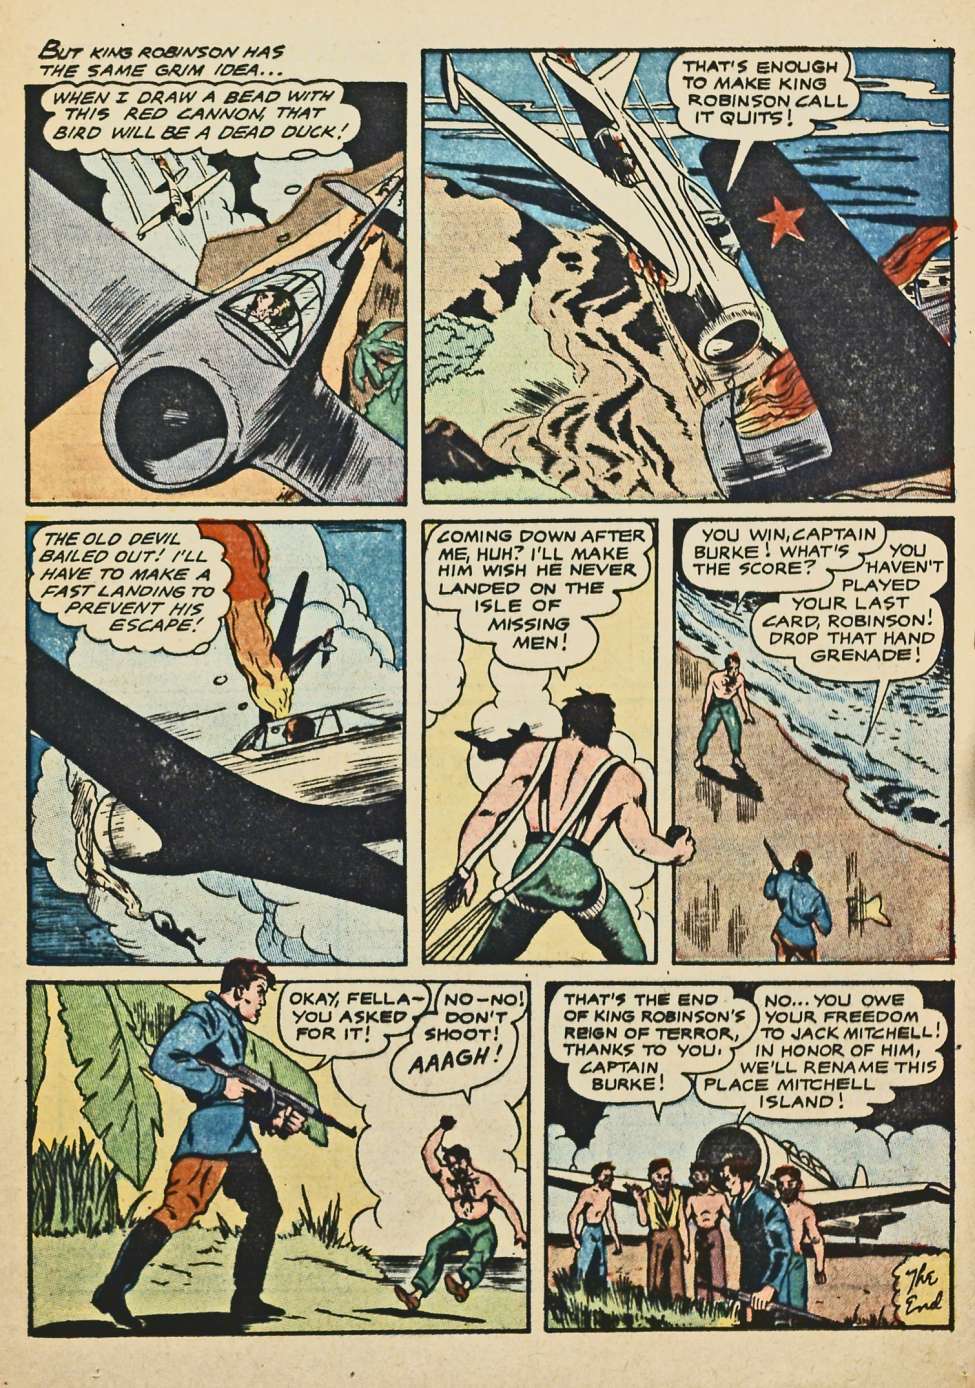 BUT KING ROBINSON HAS
THE SAME GRIM IDEA...
WHEN I DRAW A BEAD WITH
THIS RED CANNON, THAT
BIRD WILL BE A DEAD DUCK!
THAT'S ENOUGH
TO MAKE KING
ROBINSON CALL
IT QUITS!
THE OLD DEVIL
BAILED OUT! I'LL
HAVE TO MAKE A
FAST LANDING TO
PREVENT HIS
ESCAPE!
COMING DOWN AFTER
ME, HUH? I'LL MAKE
HIM WISH HE NEVER
LANDED ON THE
ISLE OF
MISSING
MEN!
YOU WIN, CAPTAIN
BURKE! WHAT'S
THE SCORE?
YOU
HAVEN'T
PLAYED
YOUR LAST
CARD, ROBINSON!
DROP THAT HAND
GRENADE!
OKAY, FELLA-
YOU ASKED
FOR IT!
NO-NO!
DON'T
SHOOT!
AAAGH!
THAT'S THE END
OF KING ROBINSON'S
REIGN OF TERROR,
THANKS TO YOU,
CAPTAIN
BURKE!
NO... YOU OWE
YOUR FREEDOM
TO JACK MITCHELL!
IN HONOR OF HIM,
WE'LL RENAME THIS
PLACE MITCHELL
ISLAND!
The
End